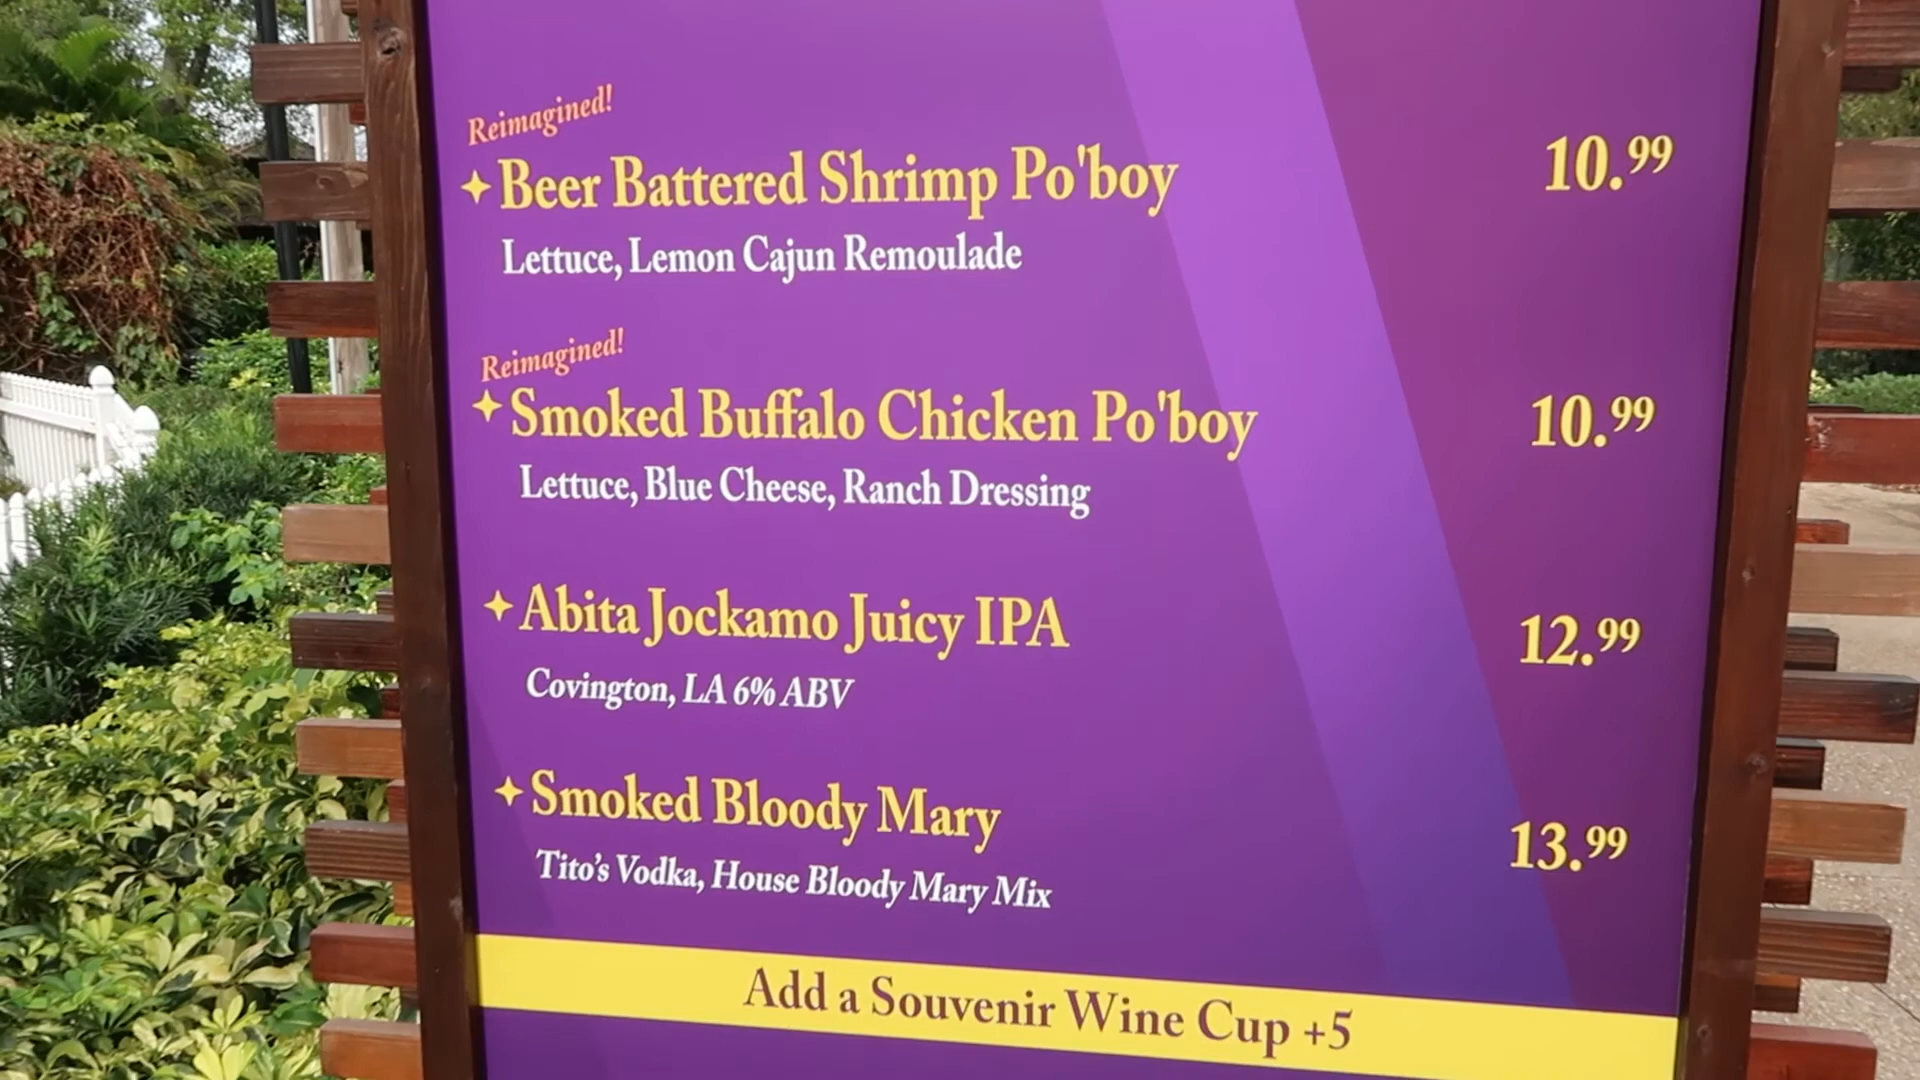 Reimagined!
Beer Battered Shrimp Po'boy 10.99
Lettuce, Lemon Cajun Remoulade
Reimagined!
Smoked Buffalo Chicken Po'boy 10.99
Lettuce, Blue Cheese, Ranch Dressing
Abita Jockamo Juicy IPA 12.99
Covington, LA 6% ABV
Smoked Bloody Mary 13.99
Tito’s Vodka, House Bloody Mary Mix
Add a Souvenir Wine Cup +5